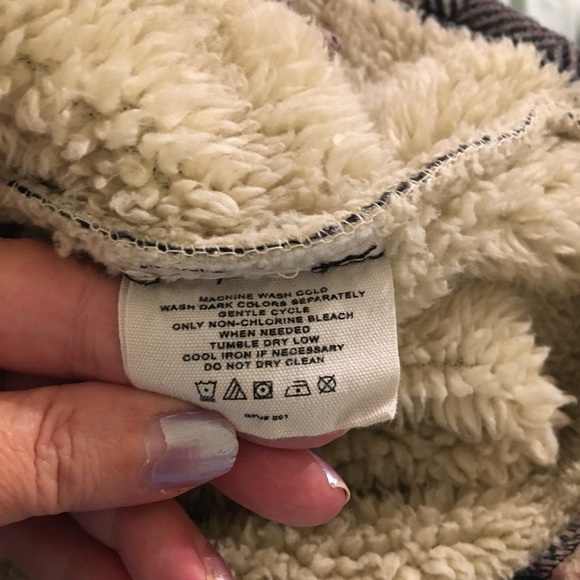 MACHINE WASH COLD
WASH DARK COLORS SEPARATELY
GENTLE CYCLE
ONLY NON-CHLORINE BLEACH
WHEN NEEDED
TUMBLE DRY LOW
COOL IRON IF NECESSARY
DO NOT DRY CLEAN